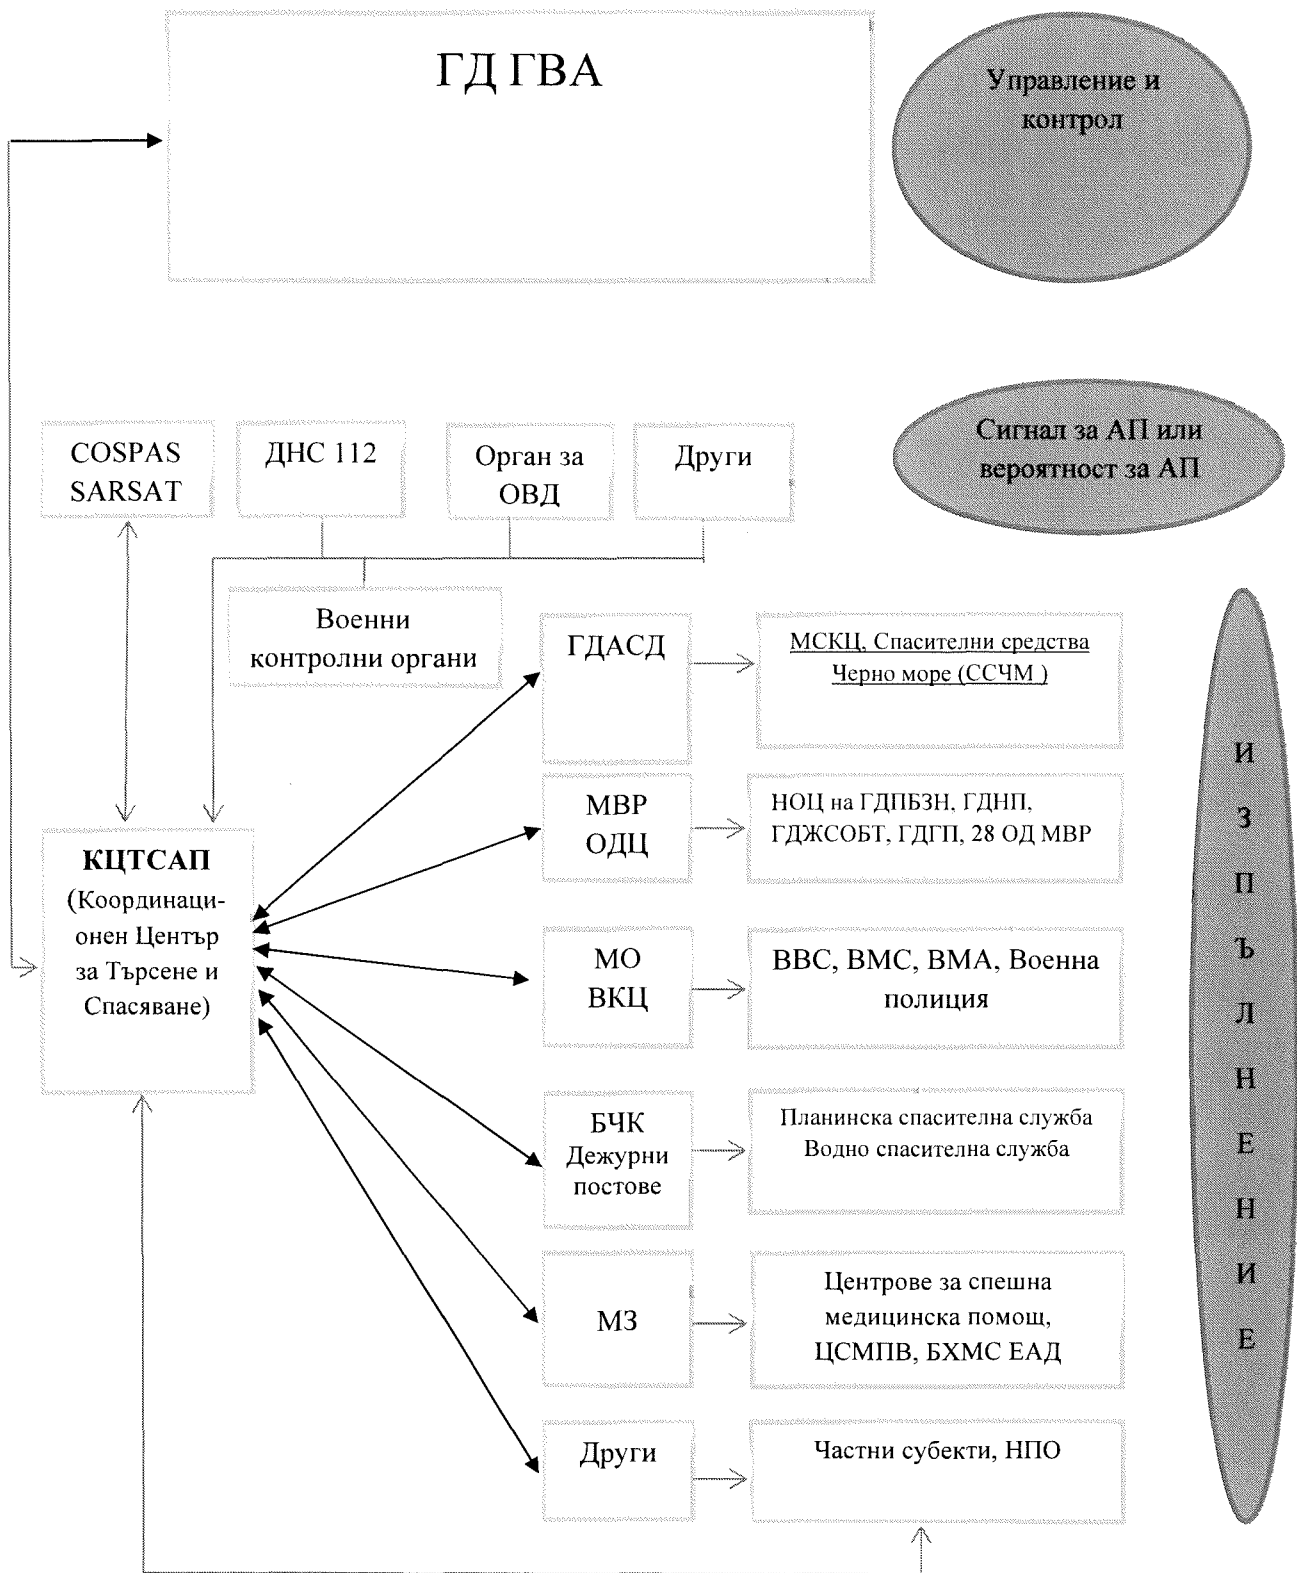 ГД ГВА
Управление и
контрол
COSPAS
SARSAT
ДНС 112
Орган за
ОВД
Други
Сигнал за АП или
вероятност за АП
Военни
контролни органи
ГДАСД
МСКЦ, Спасителни средства
Черно море (ССЧМ )
МВР
ОДЦ
НОЦ на ГДПБЗН, ГДНП,
ГДЖСОБТ, ГДГП, 28 ОД МВР
КЦТСАП
(Координаци-
онен Център
за Търсене и
Спасяване)
МО
ВКЦ
ВВС, ВМС, ВМА, Военна
полиция
БЧК
Дежурни
постове
Планинска спасителна служба
Водно спасителна служба
МЗ
Центрове за спешна
медицинска помощ,
ЦСМПВ, БХМС ЕАД
Други
Частни субекти, НПО
И
З
П
Ъ
Л
Н
Е
Н
И
Е